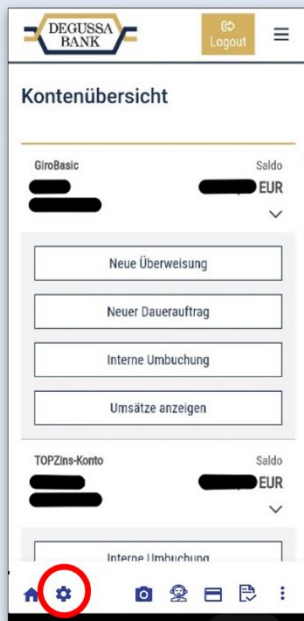 DEGUSSA
BANK
Logout
Kontenübersicht
GiroBasic
Saldo
EUR
Neue Überweisung
Neuer Dauerauftrag
Interne Umbuchung
Umsätze anzeigen
TOPZins-Konto
Saldo
EUR
Interne Umbuchung